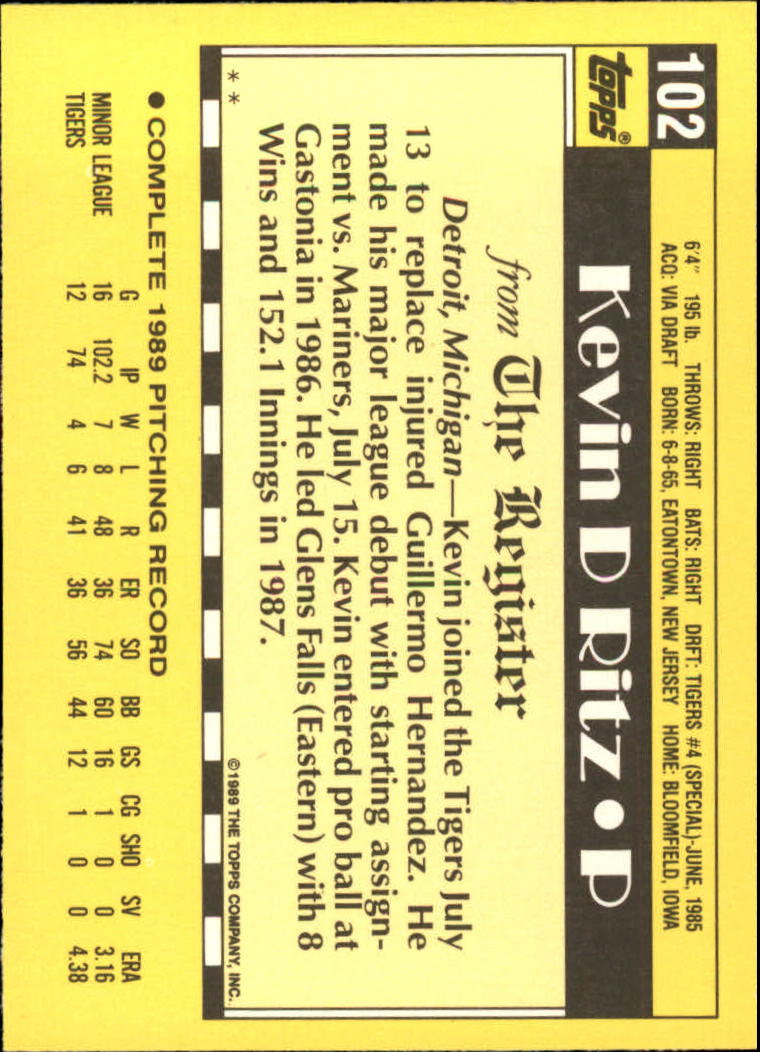 102
6'4" 195 lb. THROWS: RIGHT BATS: RIGHT DRFT: TIGERS #4 (SPECIAL)-JUNE, 1985
ACQ: VIA DRAFT BORN: 6-8-65, EATONTOWN, NEW JERSEY HOME: BLOOMFIELD, IOWA
topps®
Kevin D Ritz • P
from The Register
Detroit, Michigan—Kevin joined the Tigers July
13 to replace injured Guillermo Hernandez. He
made his major league debut with starting assign-
ment vs. Mariners, July 15. Kevin entered pro ball at
Gastonia in 1986. He led Glens Falls (Eastern) with 8
Wins and 152.1 Innings in 1987.
* *
©1989 THE TOPPS COMPANY, INC.
● COMPLETE 1989 PITCHING RECORD
G IP W L R ER SO BB GS CG SHO SV ERA
MINOR LEAGUE 16 102.2 7 8 48 36 74 60 16 1 0 0 3.16
TIGERS 12 74 4 6 41 36 56 44 12 1 0 0 4.38